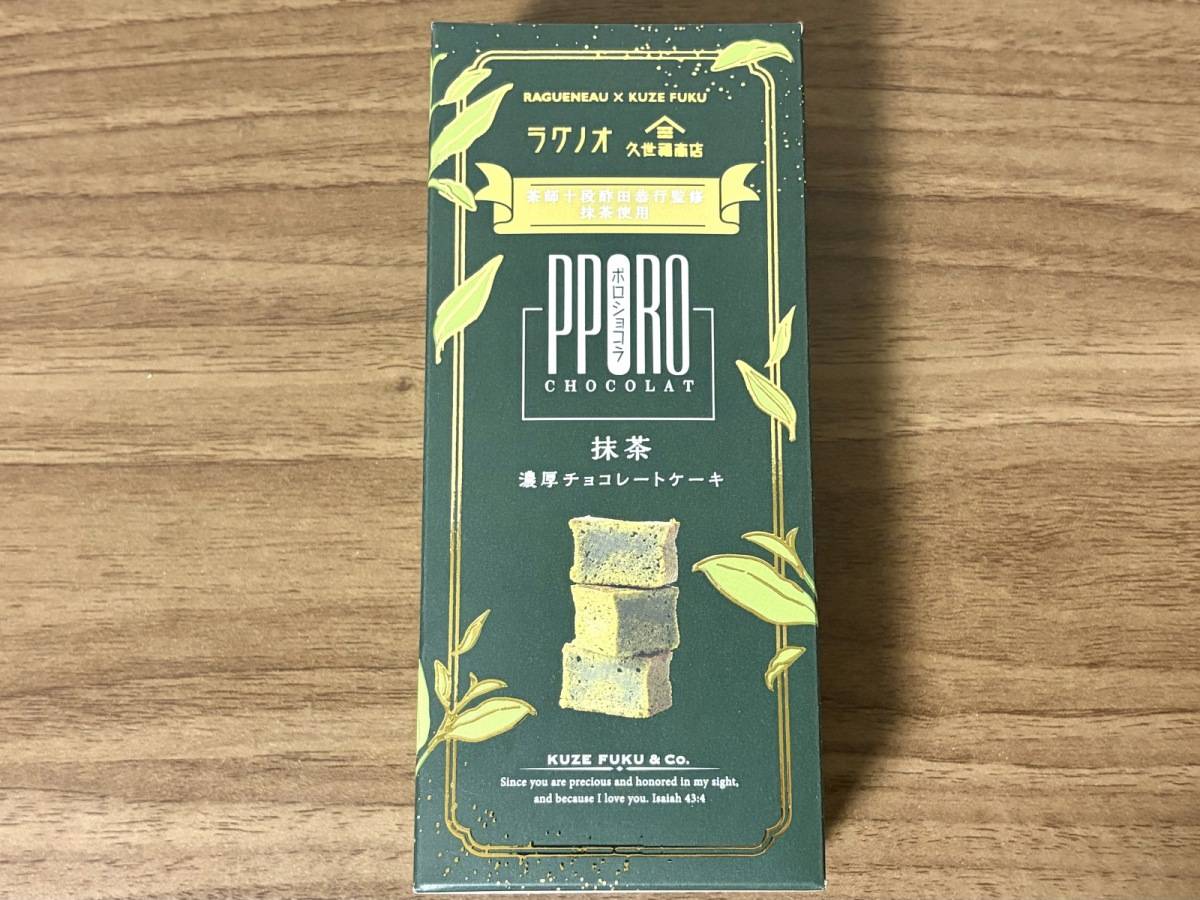 RAGUENEAU × KUZE FUKU
ラグノオ 久世福商店
茶師十段酢田恭行監修
抹茶使用
PPORO
ポロショコラ
CHOCOLAT
抹茶
濃厚チョコレートケーキ
KUZE FUKU & Co.
Since you are precious and honored in my sight,
and because I love you. Isaiah 43:4